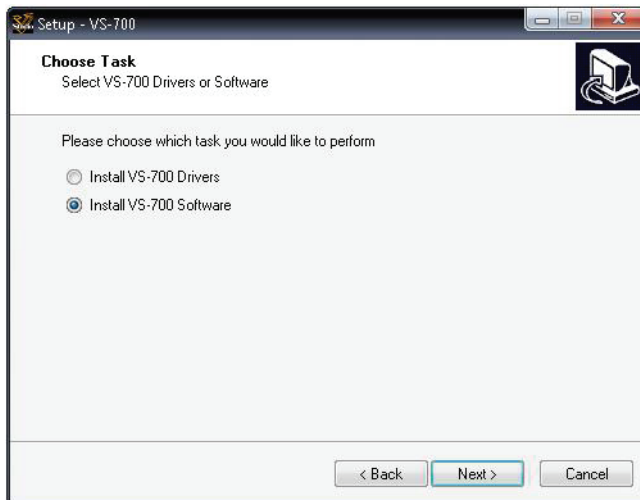 Setup - VS-700
Choose Task
Select VS-700 Drivers or Software
Please choose which task you would like to perform
Install VS-700 Drivers
Install VS-700 Software
< Back
Next >
Cancel